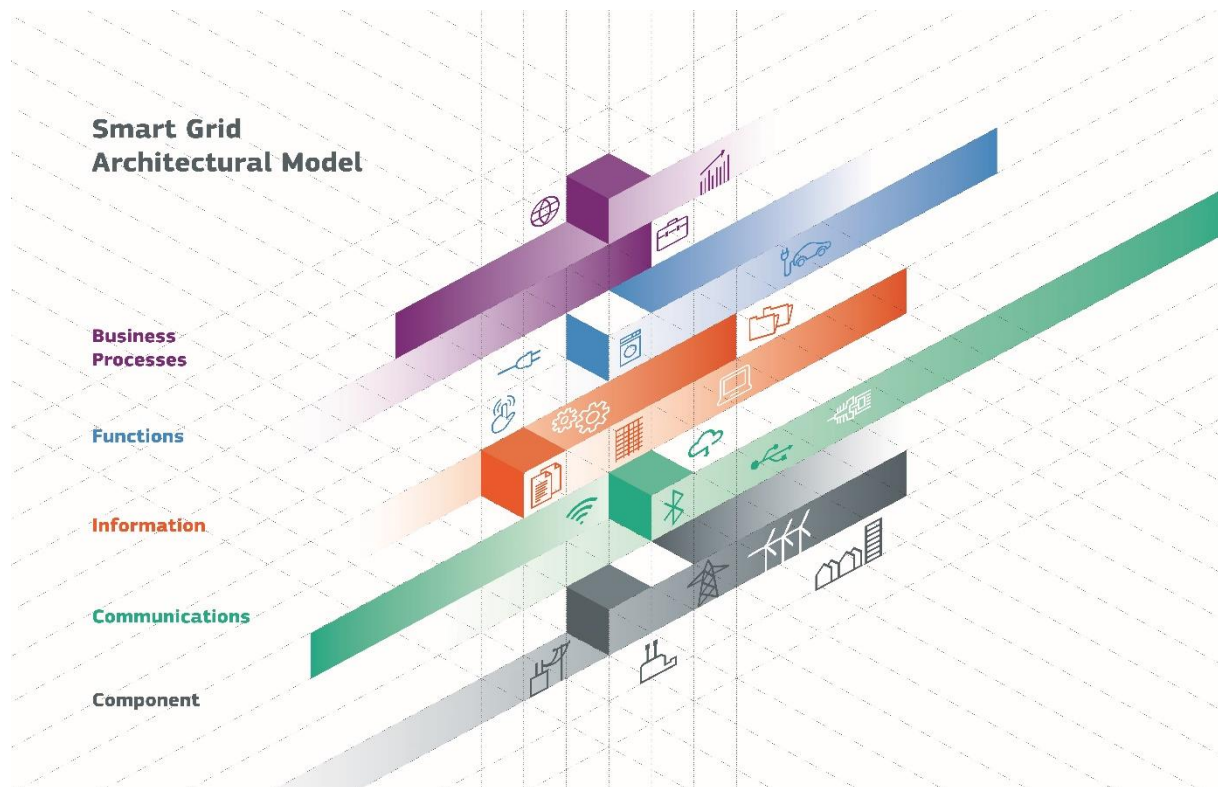 Smart Grid
Architectural Model
Business
Processes
Functions
Information
Communications
Component